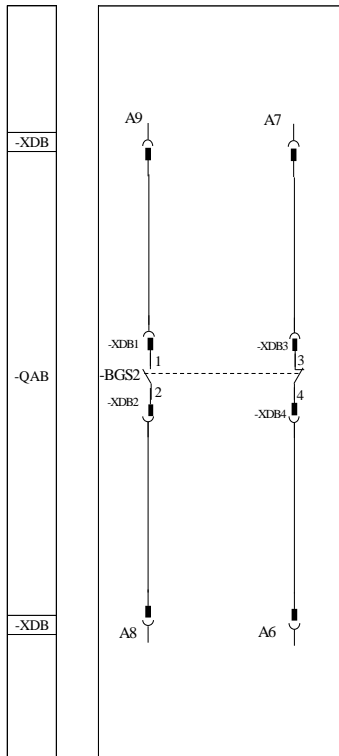 A9
A7
-XDB
-XDB1
-XDB3
1
3
-QAB
-BGS2
2
4
-XDB2
-XDB4
-XDB
A8
A6